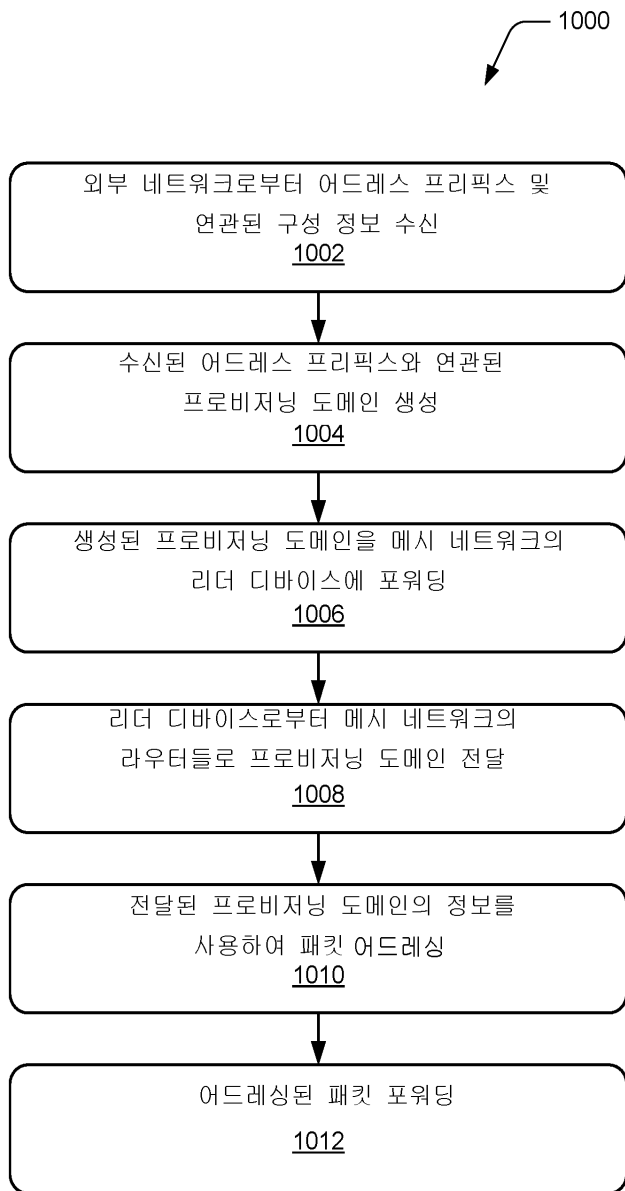 1000
외부 네트워크로부터 어드레스 프리픽스 및
연관된 구성 정보 수신
1002
수신된 어드레스 프리픽스와 연관된
프로비저닝 도메인 생성
1004
생성된 프로비저닝 도메인을 메시 네트워크의
리더 디바이스에 포워딩
1006
리더 디바이스로부터 메시 네트워크의
라우터들로 프로비저닝 도메인 전달
1008
전달된 프로비저닝 도메인의 정보를
사용하여 패킷 어드레싱
1010
어드레싱된 패킷 포워딩
1012